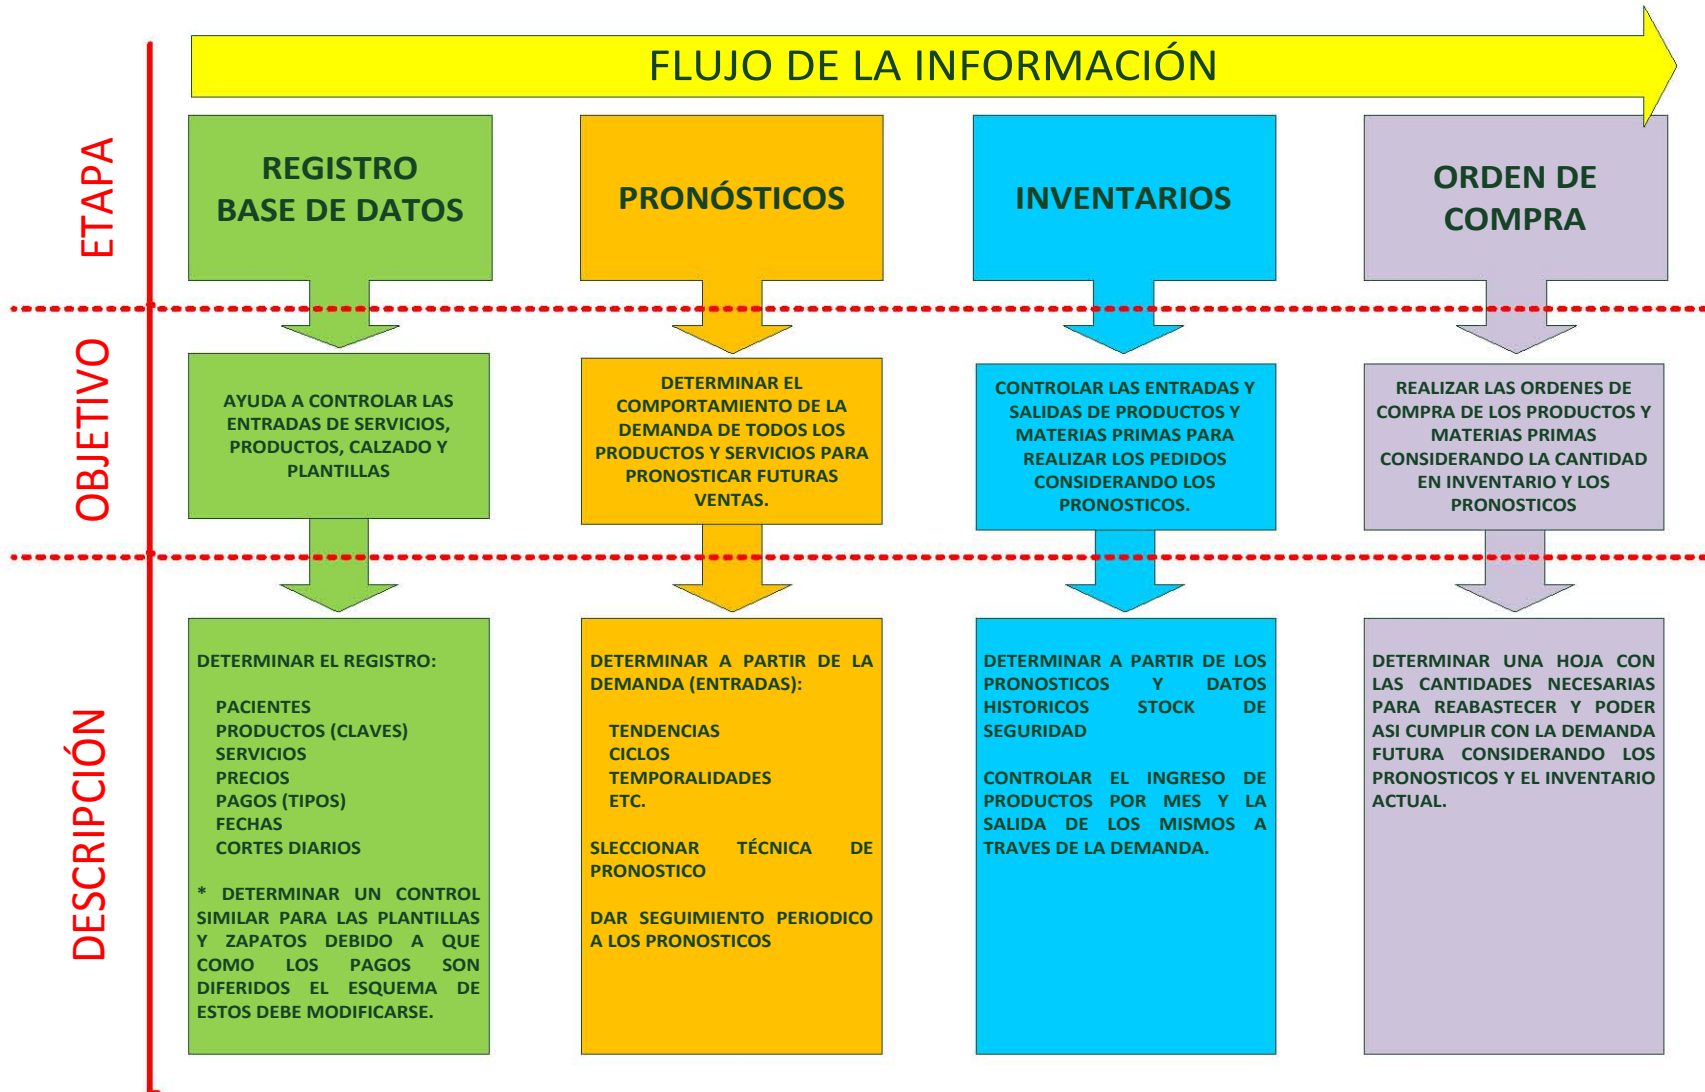 FLUJO DE LA INFORMACIÓN
ETAPA
REGISTRO
BASE DE DATOS
PRONÓSTICOS
INVENTARIOS
ORDEN DE
COMPRA
OBJETIVO
AYUDA A CONTROLAR LAS
ENTRADAS DE SERVICIOS,
PRODUCTOS, CALZADO Y
PLANTILLAS
DETERMINAR EL
COMPORTAMIENTO DE LA
DEMANDA DE TODOS LOS
PRODUCTOS Y SERVICIOS PARA
PRONOSTICAR FUTURAS
VENTAS.
CONTROLAR LAS ENTRADAS Y
SALIDAS DE PRODUCTOS Y
MATERIAS PRIMAS PARA
REALIZAR LOS PEDIDOS
CONSIDERANDO LOS
PRONOSTICOS.
REALIZAR LAS ORDENES DE
COMPRA DE LOS PRODUCTOS Y
MATERIAS PRIMAS
CONSIDERANDO LA CANTIDAD
EN INVENTARIO Y LOS
PRONOSTICOS
DESCRIPCIÓN
DETERMINAR EL REGISTRO:
PACIENTES
PRODUCTOS (CLAVES)
SERVICIOS
PRECIOS
PAGOS (TIPOS)
FECHAS
CORTES DIARIOS
* DETERMINAR UN CONTROL
SIMILAR PARA LAS PLANTILLAS
Y ZAPATOS DEBIDO A QUE
COMO LOS PAGOS SON
DIFERIDOS EL ESQUEMA DE
ESTOS DEBE MODIFICARSE.
DETERMINAR A PARTIR DE LA
DEMANDA (ENTRADAS):
TENDENCIAS
CICLOS
TEMPORALIDADES
ETC.
SLECCIONAR TÉCNICA DE
PRONOSTICO
DAR SEGUIMIENTO PERIODICO
A LOS PRONOSTICOS
DETERMINAR A PARTIR DE LOS
PRONOSTICOS Y DATOS
HISTORICOS STOCK DE
SEGURIDAD
CONTROLAR EL INGRESO DE
PRODUCTOS POR MES Y LA
SALIDA DE LOS MISMOS A
TRAVES DE LA DEMANDA.
DETERMINAR UNA HOJA CON
LAS CANTIDADES NECESARIAS
PARA REABASTECER Y PODER
ASI CUMPLIR CON LA DEMANDA
FUTURA CONSIDERANDO LOS
PRONOSTICOS Y EL INVENTARIO
ACTUAL.